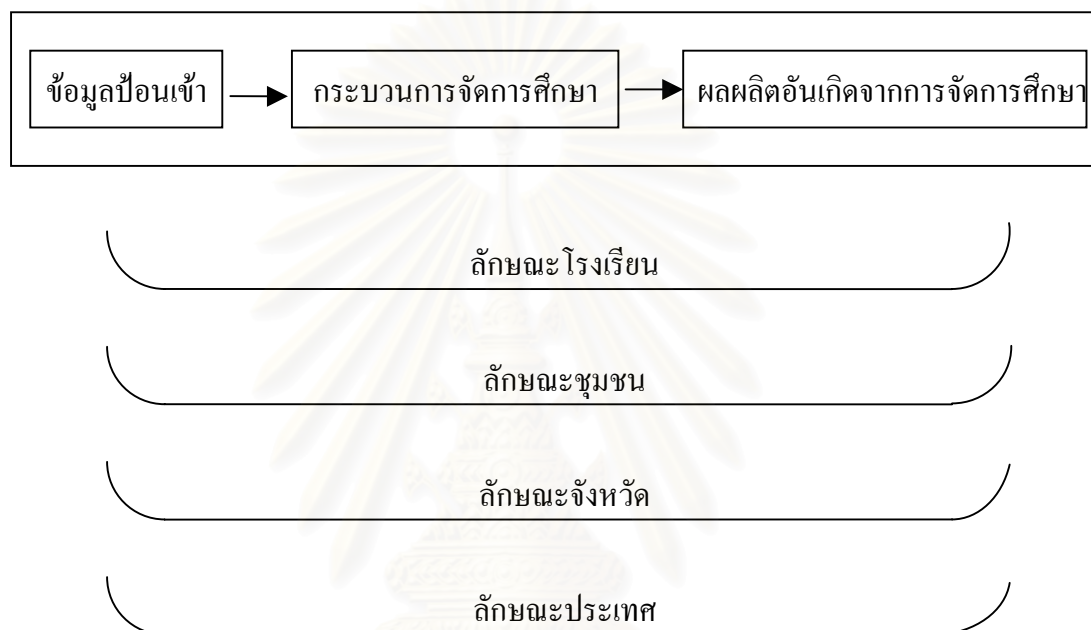 ข้อมูลป้อนเข้า กระบวนการจัดการศึกษา ผลผลิตอันเกิดจากการจัดการศึกษา
ลักษณะโรงเรียน
ลักษณะชุมชน
ลักษณะจังหวัด
ลักษณะประเทศ